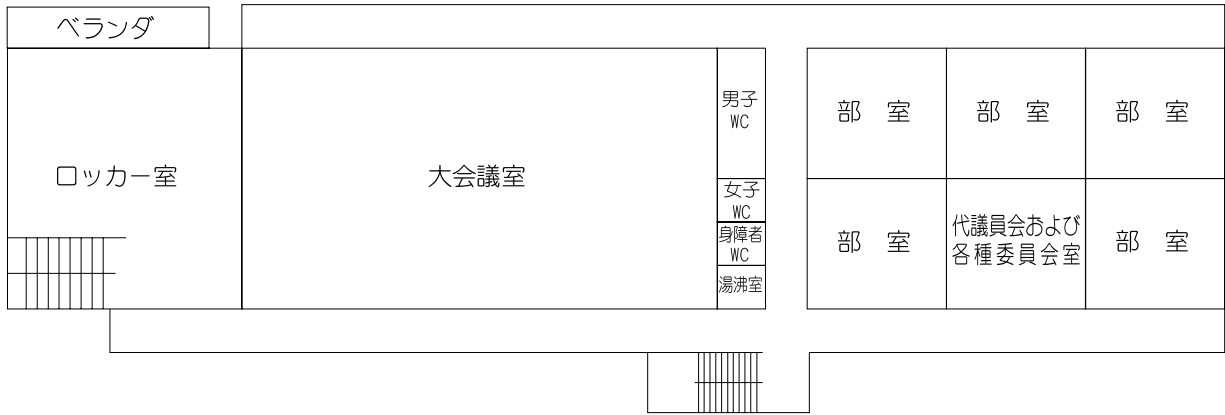 ベランダ
ロッカー室
大会議室
男子
WC
女子
WC
身障者
WC
湯沸室
部 室
部 室
部 室
部 室
代議員会および
各種委員会室
部 室